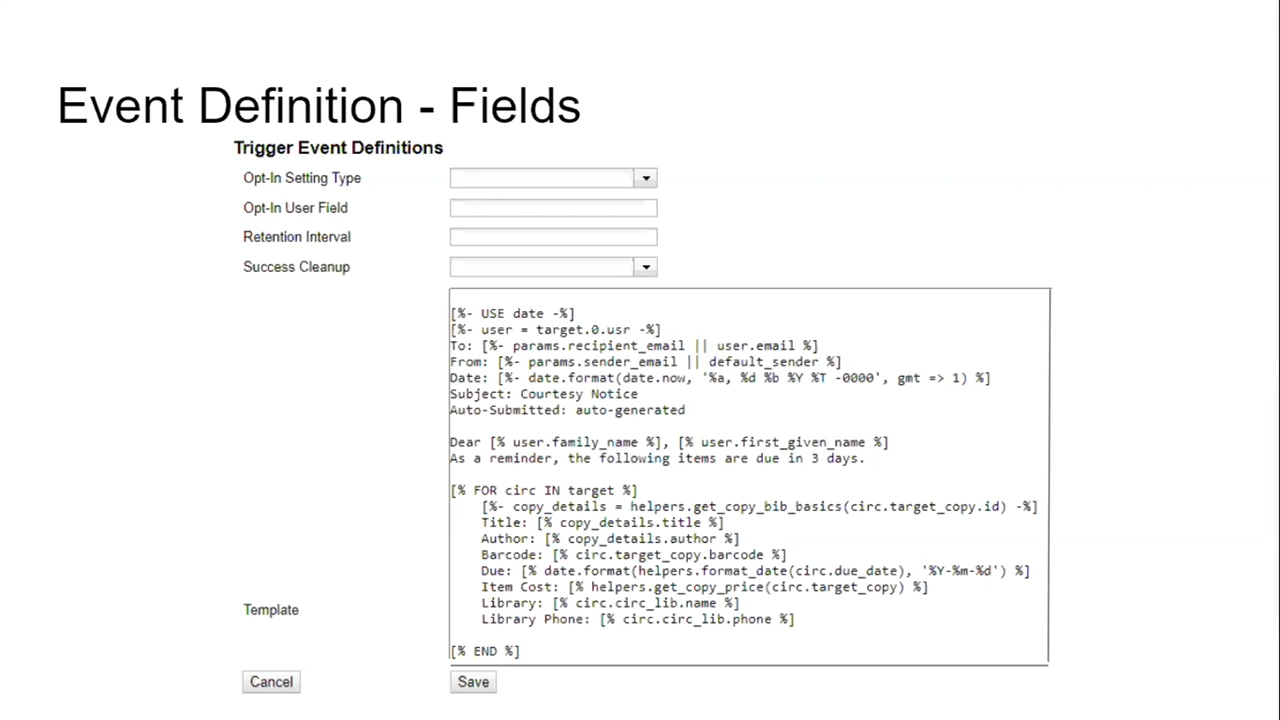 Event Definition - Fields
Trigger Event Definitions
Opt-In Setting Type
Opt-In User Field
Retention Interval
Success Cleanup
[%- USE date -%]
[%- user = target.0.usr -%]
To: [%- params.recipient_email || user.email %]
From: [%- params.sender_email || default_sender %]
Date: [%- date.format(date.now, '%a, %d %b %Y %T -0000', gmt => 1) %]
Subject: Courtesy Notice
Auto-Submitted: auto-generated
Dear [% user.family_name %], [% user.first_given_name %]
As a reminder, the following items are due in 3 days.
[% FOR circ IN target %]
[%- copy_details = helpers.get_copy_bib_basics(circ.target_copy.id) -%]
Title: [% copy_details.title %]
Author: [% copy_details.author %]
Barcode: [% circ.target_copy.barcode %]
Due: [% date.format(helpers.format_date(circ.due_date), '%Y-%m-%d') %]
Item Cost: [% helpers.get_copy_price(circ.target_copy) %]
Library: [% circ.circ_lib.name %]
Template
Library Phone: [% circ.circ_lib.phone %]
[% END %]
Cancel Save